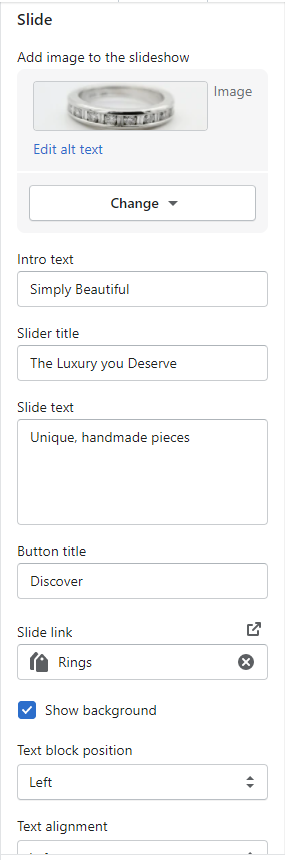 Slide
Add image to the slideshow
Image
Edit alt text
Change
Intro text
Simply Beautiful
Slider title
The Luxury you Deserve
Slide text
Unique, handmade pieces
Button title
Discover
Slide link
Rings
Show background
Text block position
Left
Text alignment